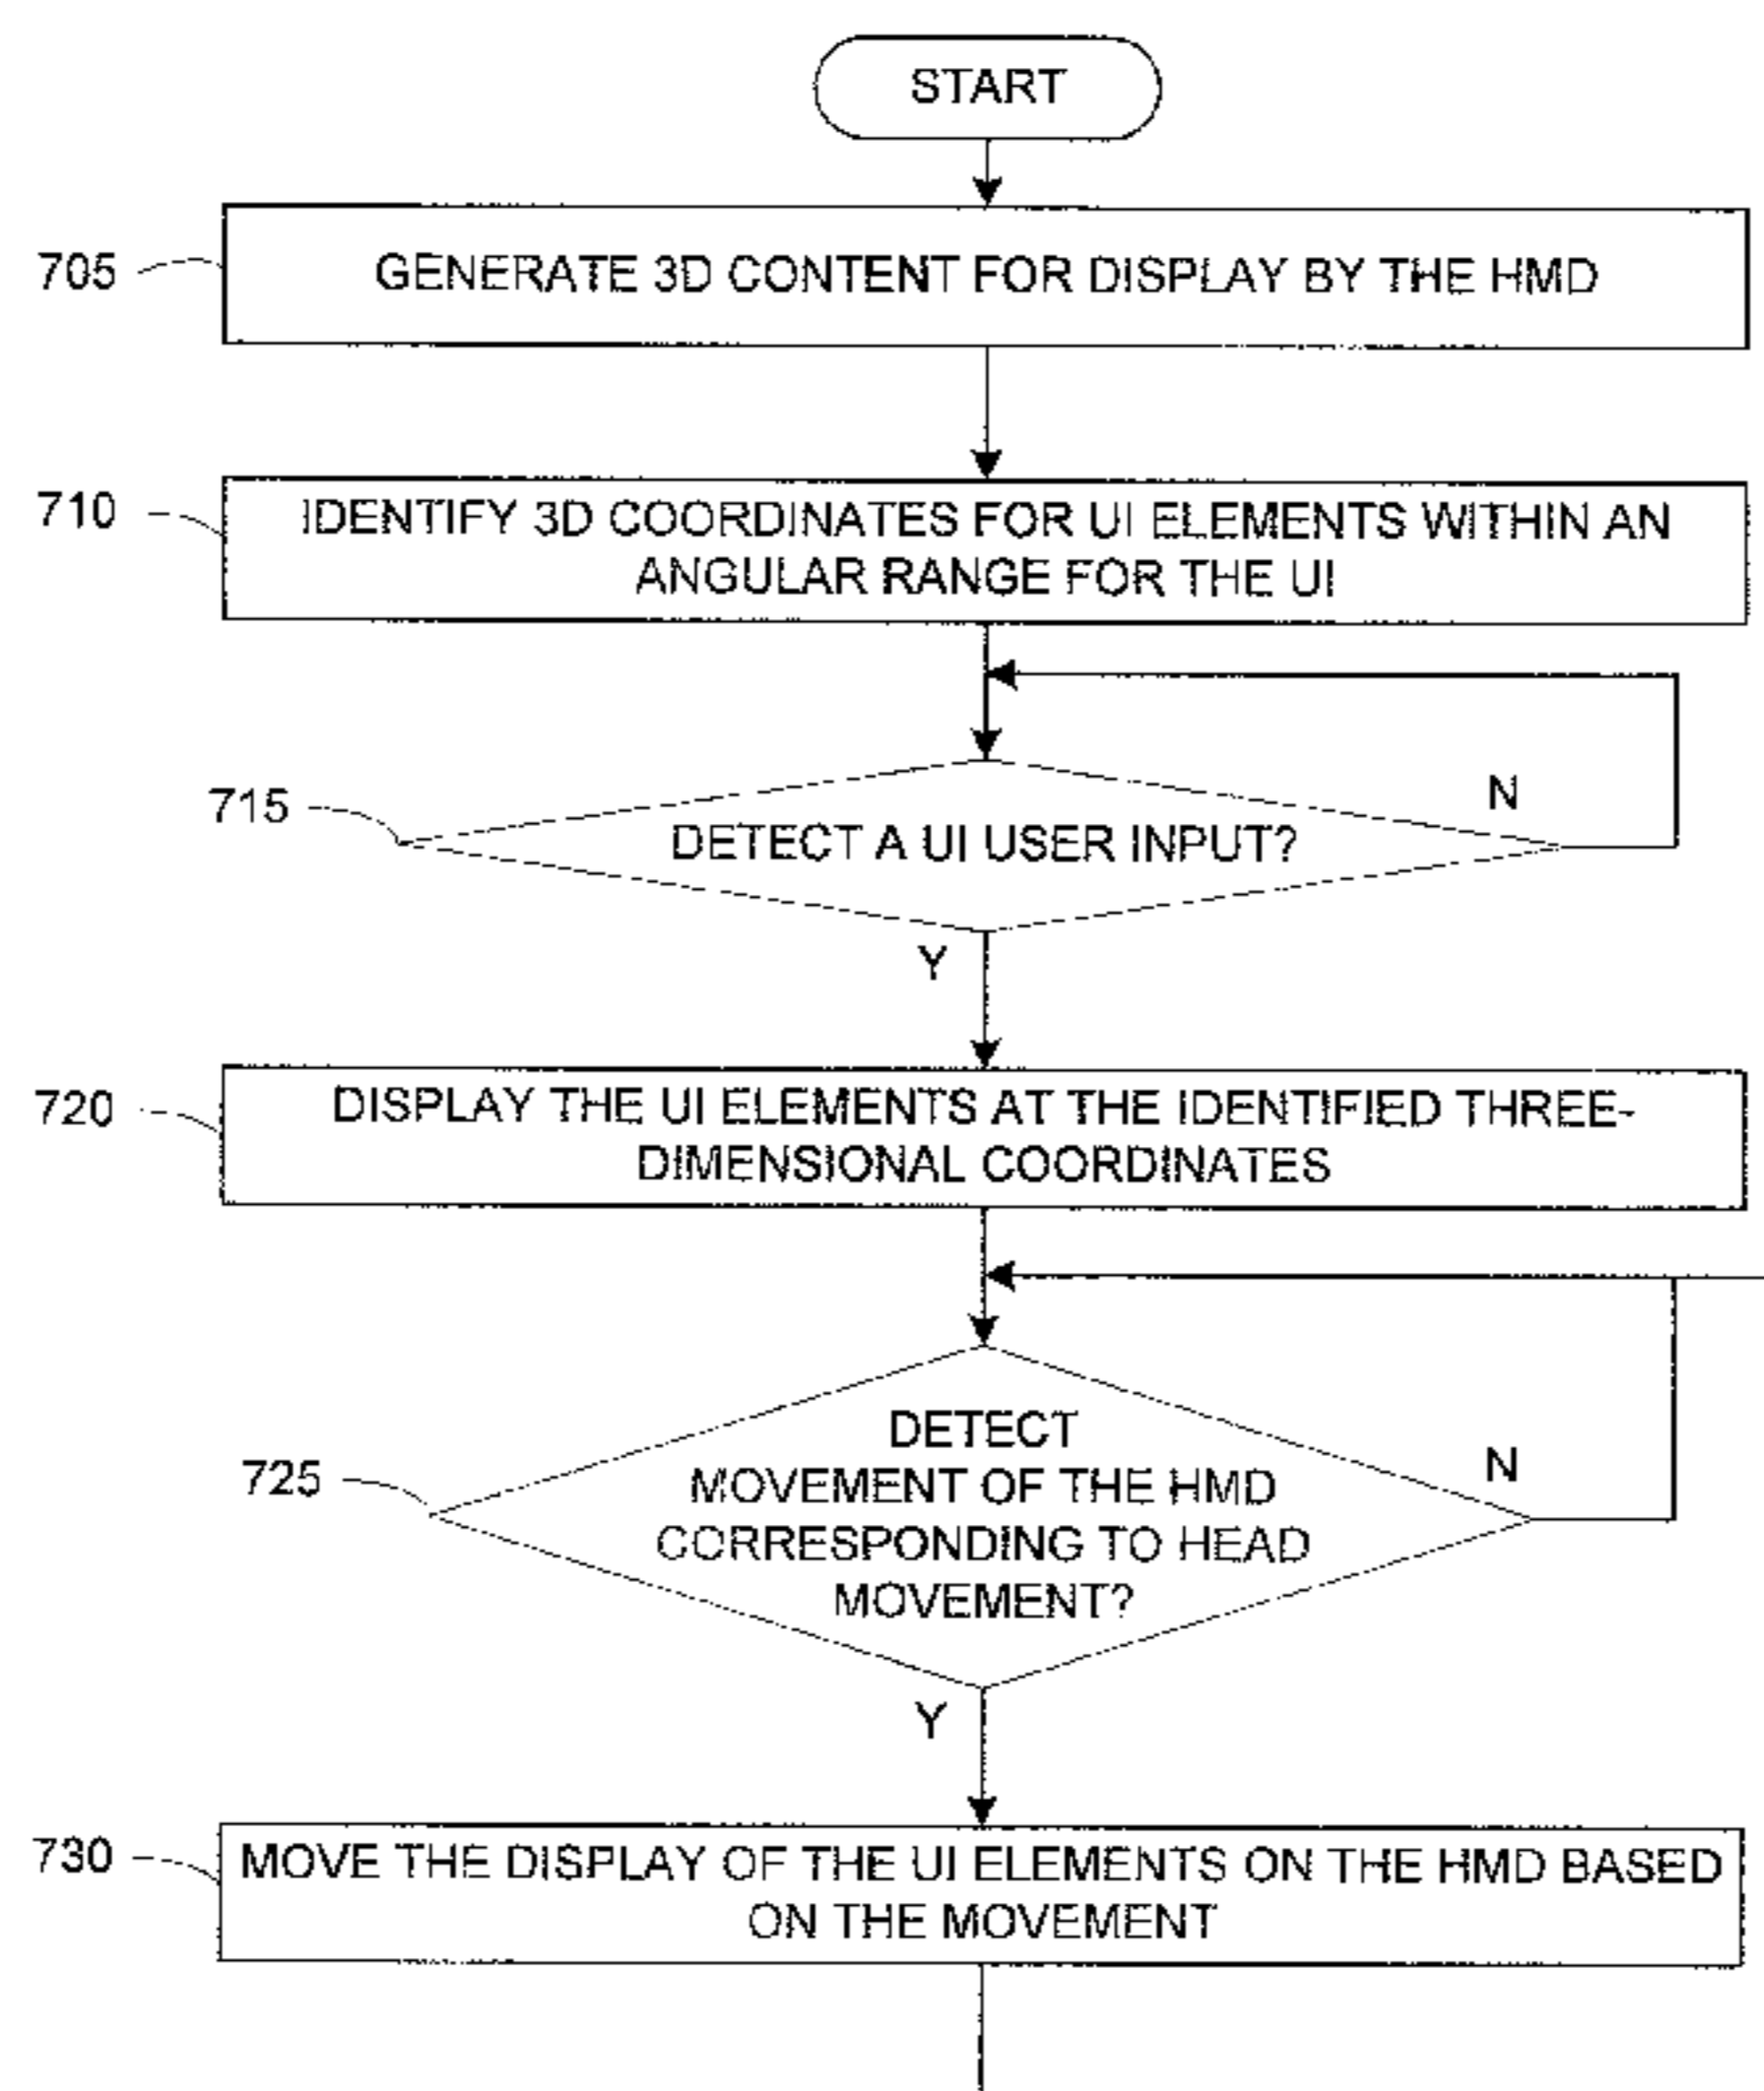 START
705
GENERATE 3D CONTENT FOR DISPLAY BY THE HMD
710
IDENTIFY 3D COORDINATES FOR UI ELEMENTS WITHIN AN
ANGULAR RANGE FOR THE UI
715
DETECT A UI USER INPUT?
N
Y
720
DISPLAY THE UI ELEMENTS AT THE IDENTIFIED THREE-
DIMENSIONAL COORDINATES
725
DETECT
MOVEMENT OF THE HMD
CORRESPONDING TO HEAD
MOVEMENT?
N
Y
730
MOVE THE DISPLAY OF THE UI ELEMENTS ON THE HMD BASED
ON THE MOVEMENT